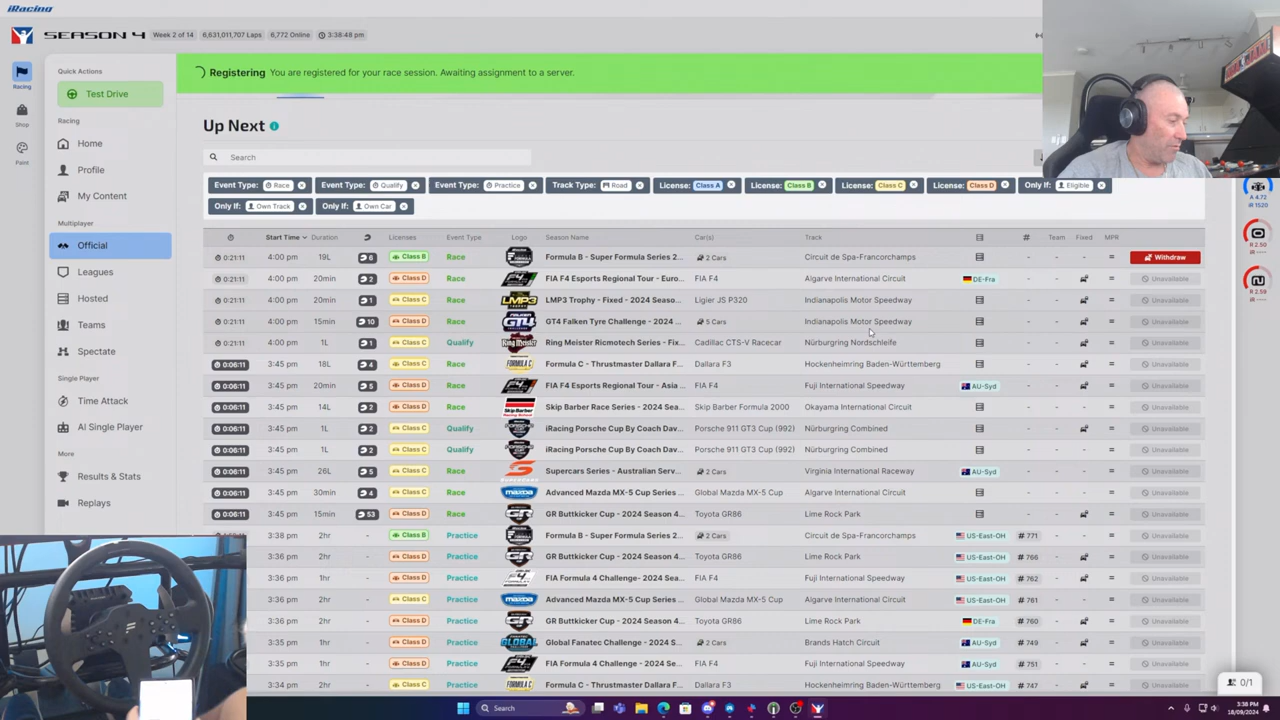 iRacing
SEASON 4 Week 2 of 14 6,631,011,707 Laps 6,772 Online 3:38:48 pm
Racing
Shop
Paint
Quick Actions
Test Drive
Racing
Home
Profile
My Content
Multiplayer
Official
Leagues
Hosted
Teams
Spectate
Single Player
Time Attack
AI Single Player
More
Results & Stats
Replays
Registering You are registered for your race session. Awaiting assignment to a server.
Up Next
Search
Event Type: Race Event Type: Qualify Event Type: Practice Track Type: Road License: Class A License: Class B License: Class C License: Class D Only If: Eligible
Only If: Own Track Only If: Own Car
Start Time Duration Licenses Event Type Logo Season Name Car(s) Track # Team Fixed MPR
0:21:11 4:00 pm 19L 6 Class B Race Formula B - Super Formula Series 2... 2 Cars Circuit de Spa-Francorchamps Withdraw
0:21:11 4:00 pm 20min 2 Class D Race FIA F4 Esports Regional Tour - Euro... FIA F4 Algarve International Circuit DE-Fra Unavailable
0:21:11 4:00 pm 20min 1 Class C Race LMP3 Trophy - Fixed - 2024 Seaso... Ligier JS P320 Indianapolis Motor Speedway Unavailable
0:21:11 4:00 pm 15min 10 Class D Race GT4 Falken Tyre Challenge - 2024 ... 5 Cars Indianapolis Motor Speedway Unavailable
0:21:11 4:00 pm 1L 1 Class C Qualify Ring Meister Ricmotech Series - Fix... Cadillac CTS-V Racecar Nürburgring Nordschleife Unavailable
0:06:11 3:45 pm 18L 4 Class C Race Formula C - Thrustmaster Dallara F... Dallara F3 Hockenheimring Baden-Württemberg Unavailable
0:06:11 3:45 pm 20min 5 Class D Race FIA F4 Esports Regional Tour - Asia ... FIA F4 Fuji International Speedway AU-Syd Unavailable
0:06:11 3:45 pm 14L 2 Class D Race Skip Barber Race Series - 2024 Sea... Skip Barber Formula 2000 Okayama International Circuit Unavailable
0:06:11 3:45 pm 1L 2 Class C Qualify iRacing Porsche Cup By Coach Dav... Porsche 911 GT3 Cup (992) Nürburgring Combined Unavailable
0:06:11 3:45 pm 1L 2 Class C Qualify iRacing Porsche Cup By Coach Dav... Porsche 911 GT3 Cup (992) Nürburgring Combined Unavailable
0:06:11 3:45 pm 26L 5 Class C Race Supercars Series - Australian Serv... 2 Cars Virginia International Raceway AU-Syd Unavailable
0:06:11 3:45 pm 30min 4 Class C Race Advanced Mazda MX-5 Cup Series ... Global Mazda MX-5 Cup Algarve International Circuit Unavailable
0:06:11 3:45 pm 15min 53 Class D Race GR Buttkicker Cup - 2024 Season 4... Toyota GR86 Lime Rock Park Unavailable
3:38 pm 2hr - Class B Practice Formula B - Super Formula Series 2... 2 Cars Circuit de Spa-Francorchamps US-East-OH # 771 Unavailable
3:36 pm 2hr - Class D Practice GR Buttkicker Cup - 2024 Season 4... Toyota GR86 Lime Rock Park US-East-OH # 766 Unavailable
3:36 pm 1hr - Class D Practice FIA Formula 4 Challenge- 2024 Sea... FIA F4 Fuji International Speedway US-East-OH # 763 Unavailable
3:36 pm 1hr - Class C Practice Advanced Mazda MX-5 Cup Series ... Global Mazda MX-5 Cup Algarve International Circuit US-East-OH # 761 Unavailable
3:36 pm 2hr - Class D Practice GR Buttkicker Cup - 2024 Season 4... Toyota GR86 Lime Rock Park DE-Fra # 760 Unavailable
3:35 pm 1hr - Class D Practice Global Fanatec Challenge - 2024 S... 2 Cars Brands Hatch Circuit AU-Syd # 749 Unavailable
3:35 pm 1hr - Class D Practice FIA Formula 4 Challenge- 2024 Sea... FIA F4 Fuji International Speedway AU-Syd # 751 Unavailable
3:34 pm 2hr - Class C Practice Formula C - Thrustmaster Dallara F... Dallara F3 Hockenheimring Baden-Württemberg US-East-OH # 747 Unavailable
A 4.72
iR 1520
R 2.50
R 2.59
0/1
Search
3:38 PM
18/09/2024